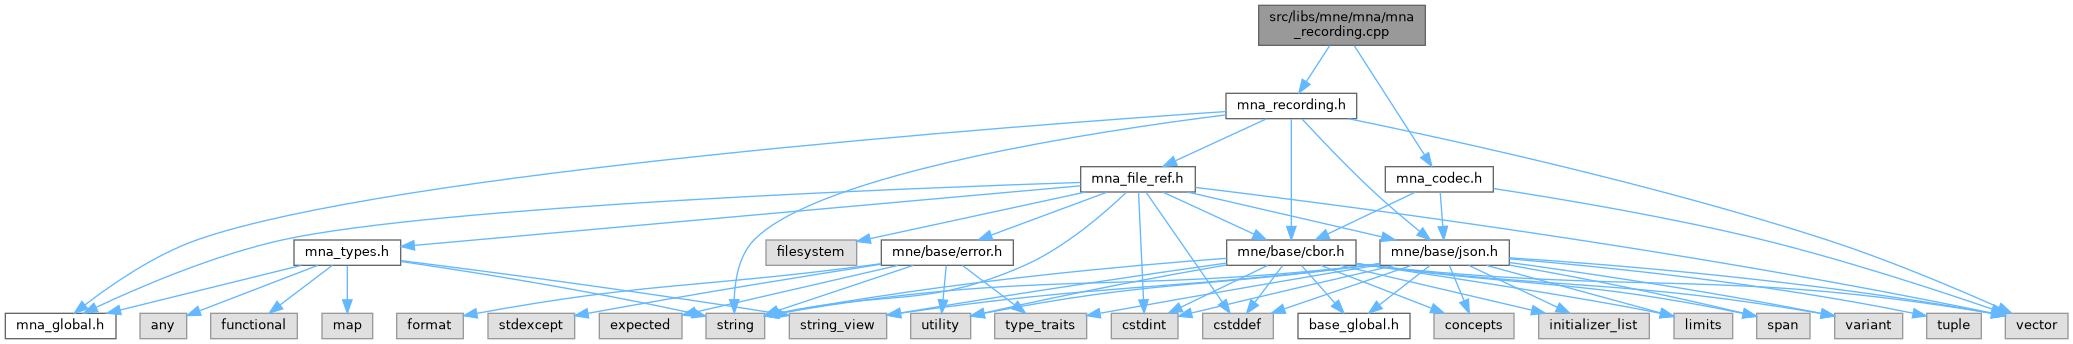 src/libs/mne/mna/mna
_recording.cpp
mna_recording.h
mna_file_ref.h
mna_codec.h
mna_types.h
filesystem
mne/base/error.h
mne/base/cbor.h
mne/base/json.h
mna_global.h
any
functional
map
format
stdexcept
expected
string
string_view
utility
type_traits
cstdint
cstddef
base_global.h
concepts
initializer_list
limits
span
variant
tuple
vector